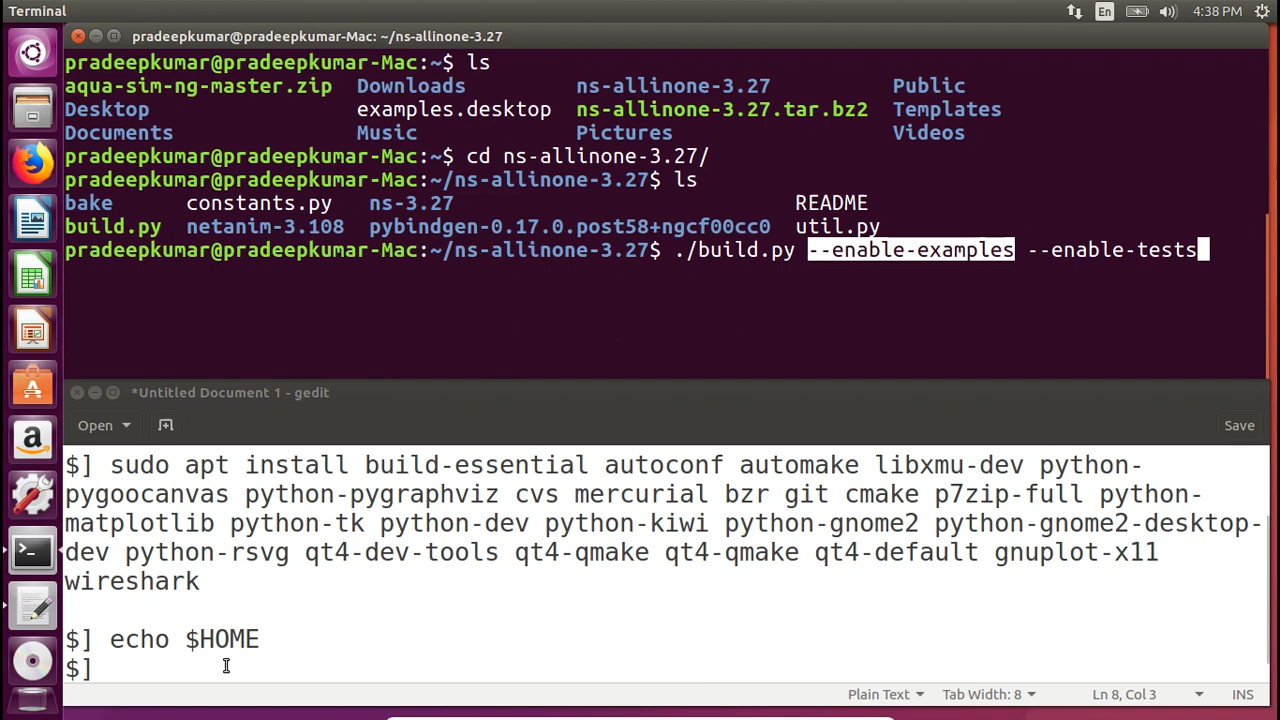 Terminal
En
4:38 PM
pradeepkumar@pradeepkumar-Mac: ~/ns-allinone-3.27
pradeepkumar@pradeepkumar-Mac:~$ ls
aqua-sim-ng-master.zip Downloads ns-allinone-3.27 Public
Desktop examples.desktop ns-allinone-3.27.tar.bz2 Templates
Documents Music Pictures Videos
pradeepkumar@pradeepkumar-Mac:~$ cd ns-allinone-3.27/
pradeepkumar@pradeepkumar-Mac:~/ns-allinone-3.27$ ls
bake constants.py ns-3.27 README
build.py netanim-3.108 pybindgen-0.17.0.post58+ngcf00cc0 util.py
pradeepkumar@pradeepkumar-Mac:~/ns-allinone-3.27$ ./build.py --enable-examples --enable-tests
*Untitled Document 1 - gedit
Open Save
$] sudo apt install build-essential autoconf automake libxmu-dev python-
pygoocanvas python-pygraphviz cvs mercurial bzr git cmake p7zip-full python-
matplotlib python-tk python-dev python-kiwi python-gnome2 python-gnome2-desktop-
dev python-rsvg qt4-dev-tools qt4-qmake qt4-qmake qt4-default gnuplot-x11
wireshark
$] echo $HOME
$]
Plain Text Tab Width: 8 Ln 8, Col 3 INS